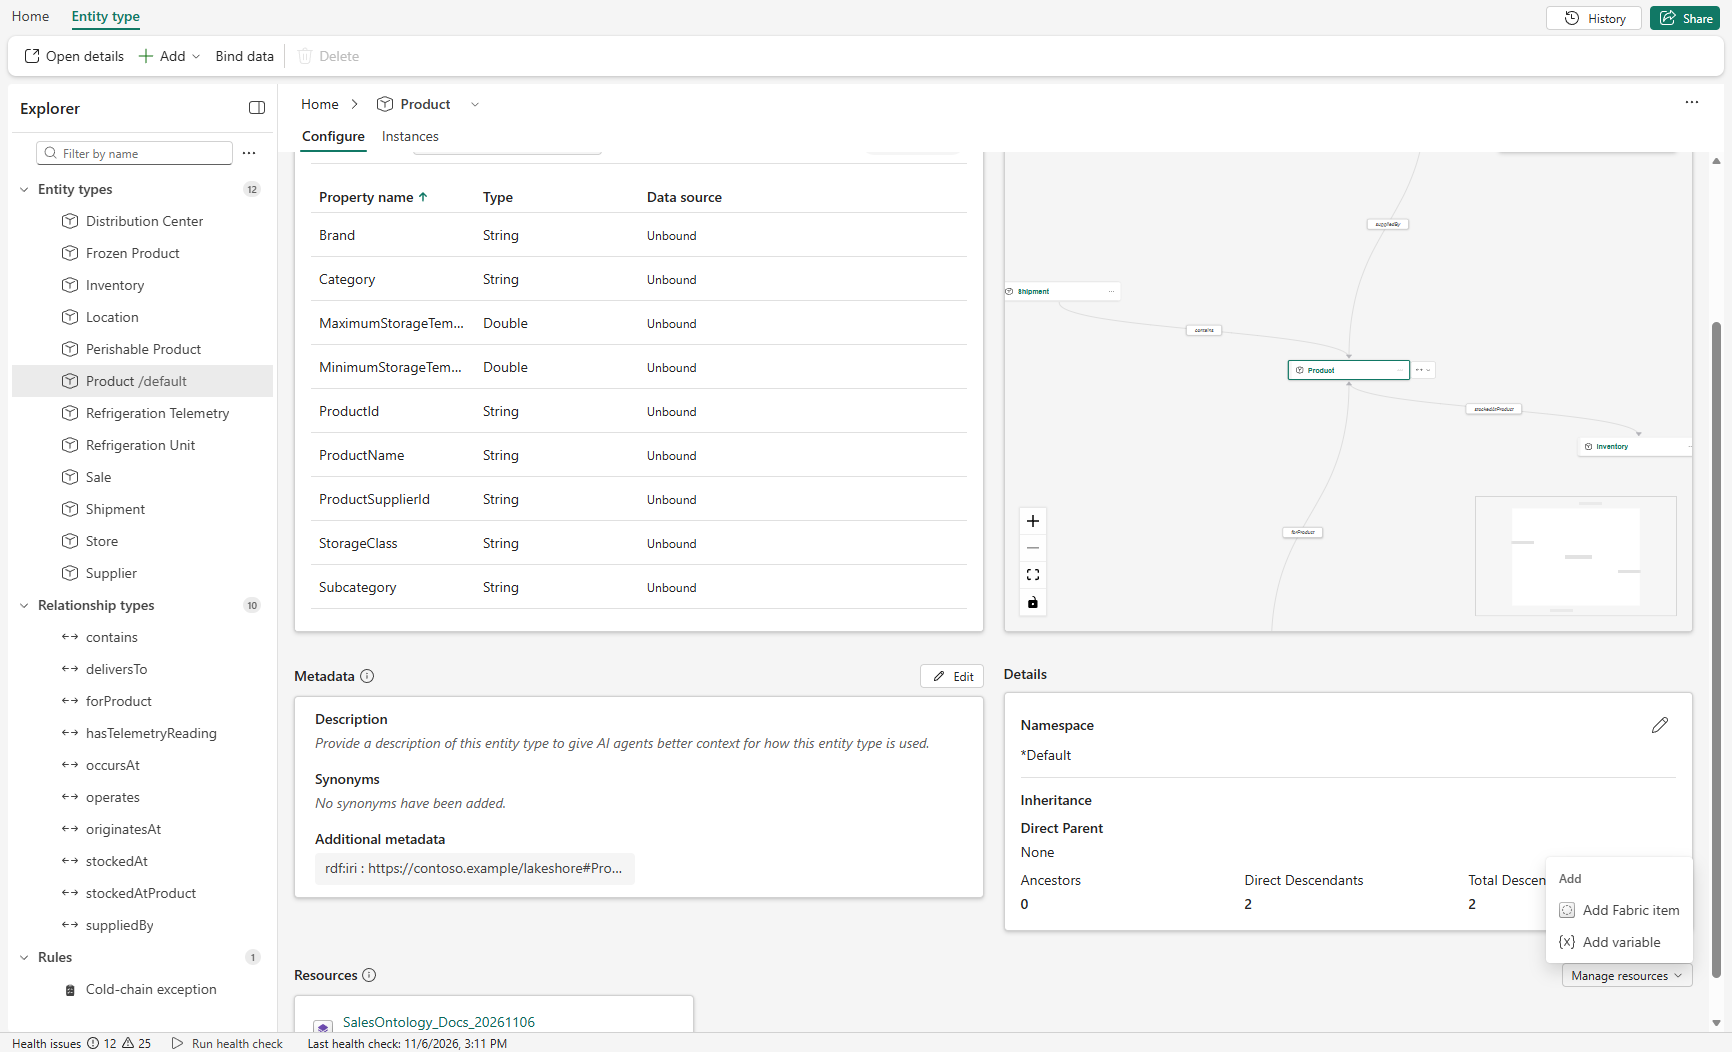 Home Entity type
History Share
Open details Add Bind data Delete
Explorer
Home > Product
Configure Instances
Filter by name
Entity types 12
Distribution Center
Frozen Product
Inventory
Location
Perishable Product
Product /default
Refrigeration Telemetry
Refrigeration Unit
Sale
Shipment
Store
Supplier
Relationship types 10
contains
deliversTo
forProduct
hasTelemetryReading
occursAt
operates
originatesAt
stockedAt
stockedAtProduct
suppliedBy
Rules 1
Cold-chain exception
Property name Type Data source
Brand String Unbound
Category String Unbound
MaximumStorageTem... Double Unbound
MinimumStorageTem... Double Unbound
ProductId String Unbound
ProductName String Unbound
ProductSupplierId String Unbound
StorageClass String Unbound
Subcategory String Unbound
suppliedBy
Shipment
contains
Product
stockedAtProduct
Inventory
forProduct
Metadata Edit
Description
Provide a description of this entity type to give AI agents better context for how this entity type is used.
Synonyms
No synonyms have been added.
Additional metadata
rdf:iri : https://contoso.example/lakeshore#Pro...
Details
Namespace
*Default
Inheritance
Direct Parent
None
Ancestors Direct Descendants Total Descen
0 2 2
Add
Add Fabric item
{x} Add variable
Manage resources
Resources
SalesOntology_Docs_20261106
Health issues 12 25 Run health check Last health check: 11/6/2026, 3:11 PM